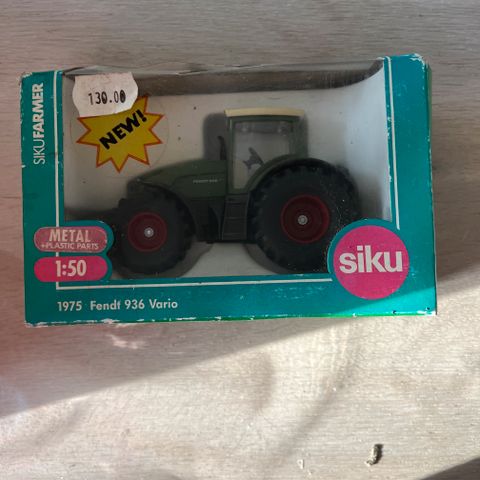 130.00
NEW!
SIKUFARMER
METAL
+PLASTIC PARTS
1:50
siku
1975 Fendt 936 Vario